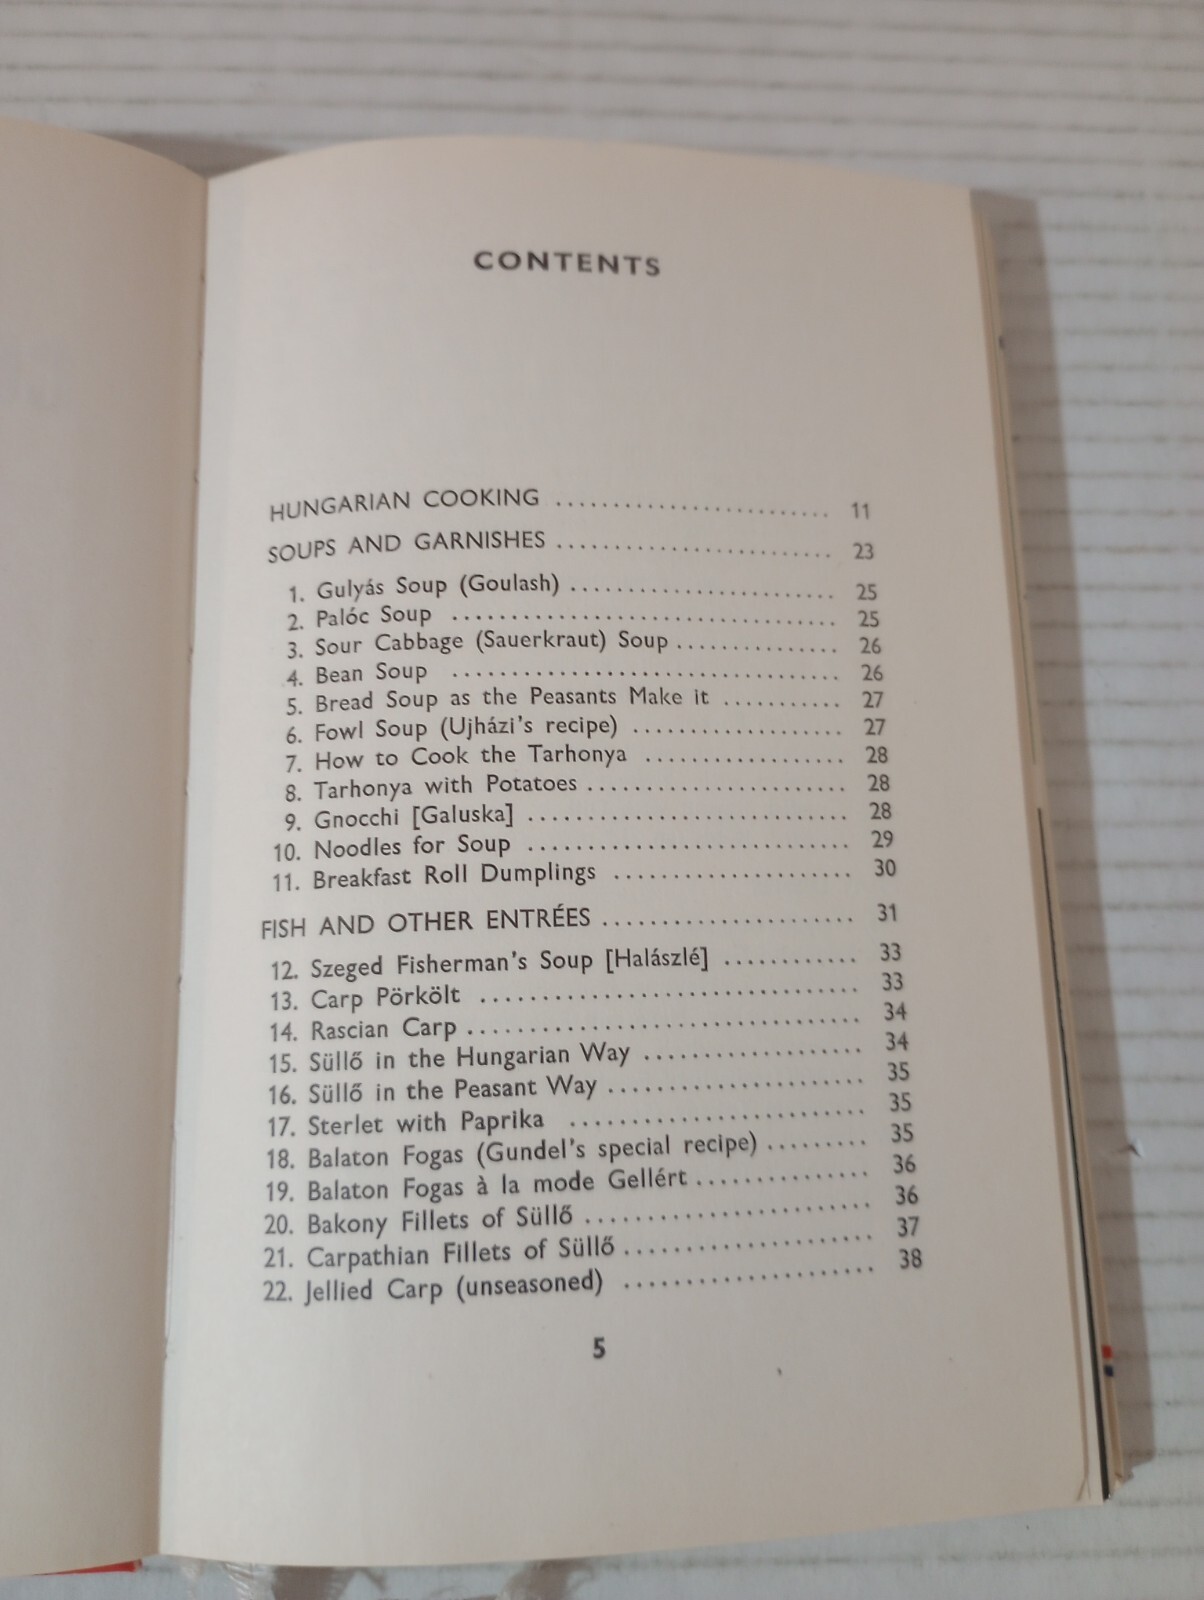 CONTENTS
HUNGARIAN COOKING ........................... 11
SOUPS AND GARNISHES ........................... 23
1. Gulyás Soup (Goulash) .......................... 25
2. Palóc Soup ..................................... 25
3. Sour Cabbage (Sauerkraut) Soup ................ 26
4. Bean Soup ...................................... 26
5. Bread Soup as the Peasants Make it ............ 27
6. Fowl Soup (Ujházi's recipe) .................... 27
7. How to Cook the Tarhonya ................... 28
8. Tarhonya with Potatoes ......................... 28
9. Gnocchi [Galuska] .............................. 28
10. Noodles for Soup .............................. 29
11. Breakfast Roll Dumplings ...................... 30
FISH AND OTHER ENTRÉES ........................ 31
12. Szeged Fisherman's Soup [Halászlé] ............ 33
13. Carp Pörkölt .................................. 33
14. Rascian Carp .................................. 34
15. Süllő in the Hungarian Way .................... 34
16. Süllő in the Peasant Way ....................... 35
17. Sterlet with Paprika .......................... 35
18. Balaton Fogas (Gundel's special recipe) ......... 35
19. Balaton Fogas à la mode Gellért ................ 36
20. Bakony Fillets of Süllő ......................... 36
21. Carpathian Fillets of Süllő ...................... 37
22. Jellied Carp (unseasoned) ...................... 38
5